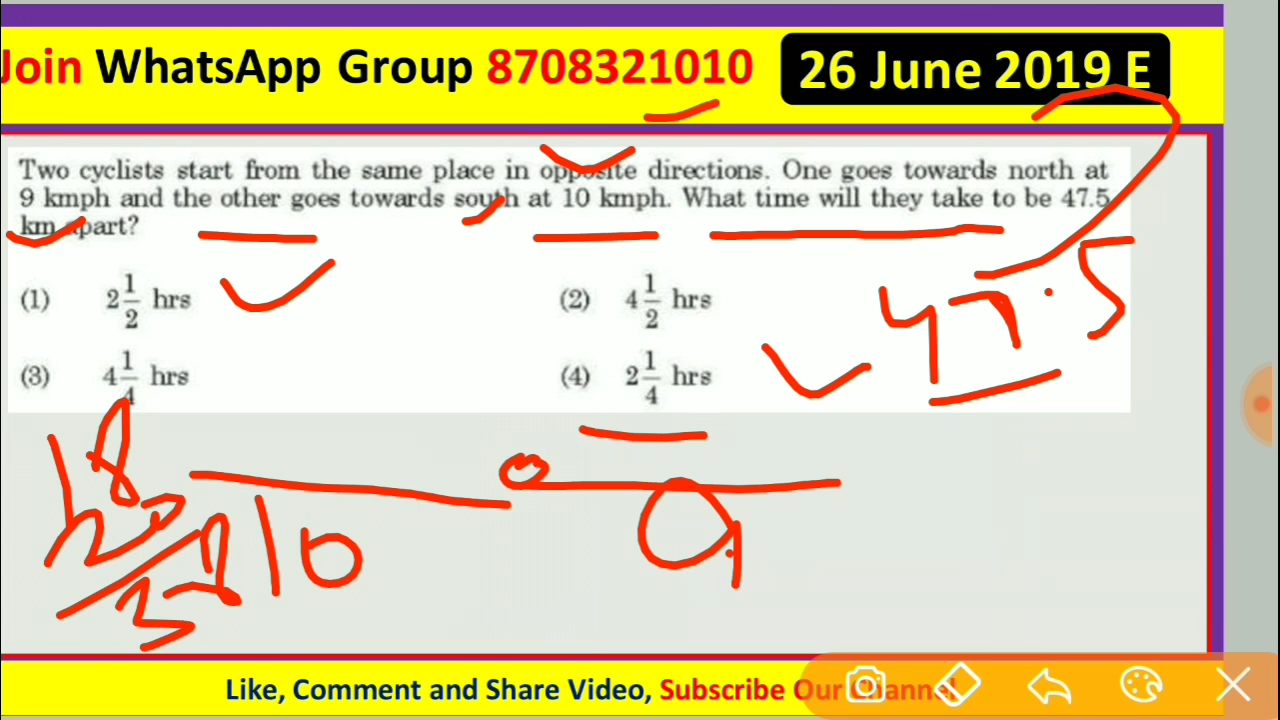 Join WhatsApp Group 8708321010 26 June 2019 E
Two cyclists start from the same place in opposite directions. One goes towards north at
9 kmph and the other goes towards south at 10 kmph. What time will they take to be 47.5
km apart?
(1) 2 1/2 hrs (2) 4 1/2 hrs
47.5
(3) 4 1/4 hrs (4) 2 1/4 hrs
10 9
Like, Comment and Share Video, Subscribe Our Channel